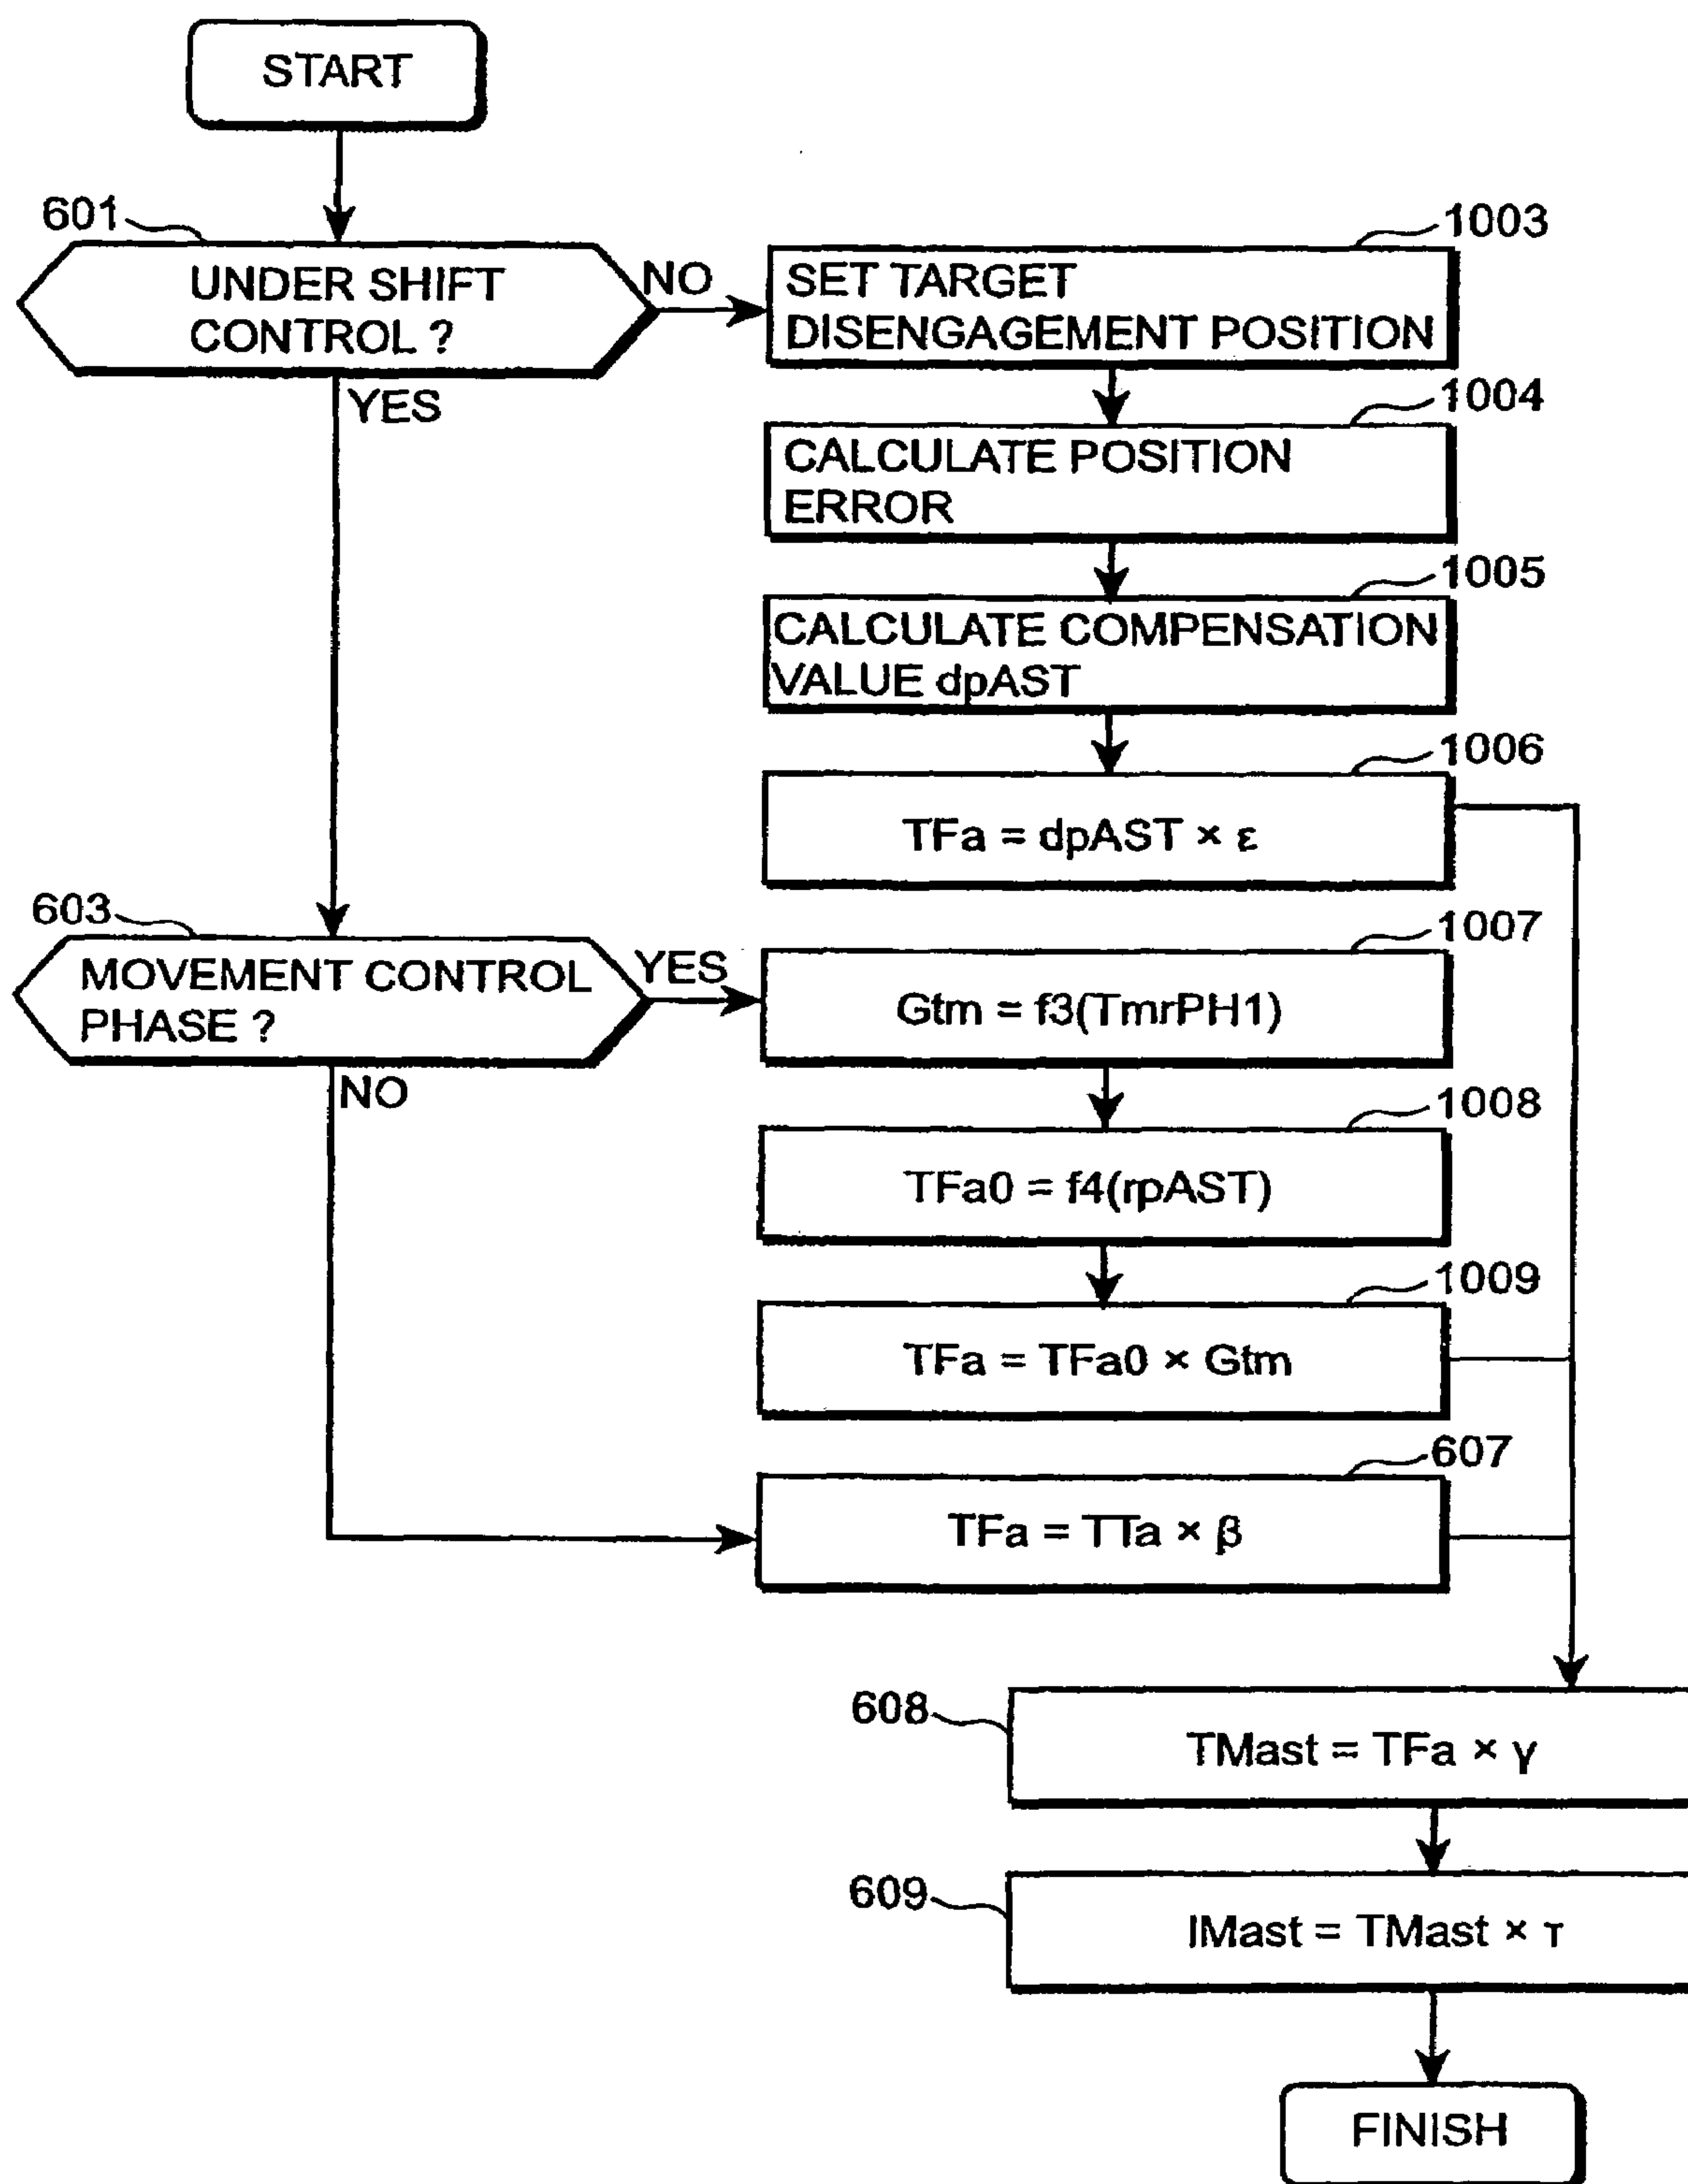 START
601
UNDER SHIFT
CONTROL ?
NO
YES
1003
SET TARGET
DISENGAGEMENT POSITION
1004
CALCULATE POSITION
ERROR
1005
CALCULATE COMPENSATION
VALUE dpAST
1006
TFa = dpAST × ε
603
MOVEMENT CONTROL
PHASE ?
YES
NO
1007
Gtm = f3(TmrPH1)
1008
TFa0 = f4(rpAST)
1009
TFa = TFa0 × Gtm
607
TFa = TTa × β
608
TMast = TFa × γ
609
IMast = TMast × τ
FINISH